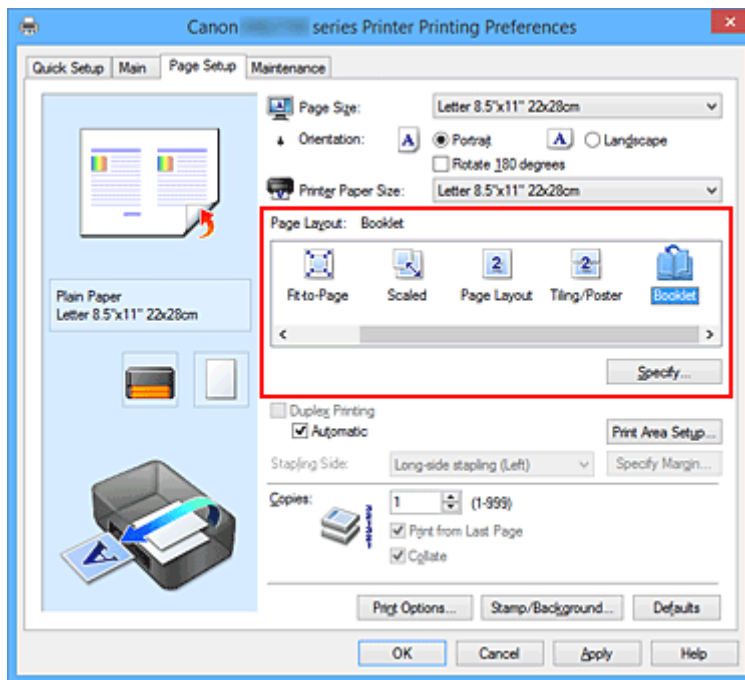 Canon series Printer Printing Preferences
Quick Setup Main Page Setup Maintenance
Page Size: Letter 8.5"x11" 22x28cm
Orientation: A Portrait A Landscape
Rotate 180 degrees
Printer Paper Size: Letter 8.5"x11" 22x28cm
Page Layout: Booklet
2 2
Fit-to-Page Scaled Page Layout Tiling/Poster Booklet
Plain Paper
Letter 8.5"x11" 22x28cm
Specify...
Duplex Printing
Automatic Print Area Setup...
Stapling Side: Long-side stapling (Left) Specify Margin...
Copies: 1 (1-999)
Print from Last Page
Collate
A
Print Options... Stamp/Background... Defaults
OK Cancel Apply Help